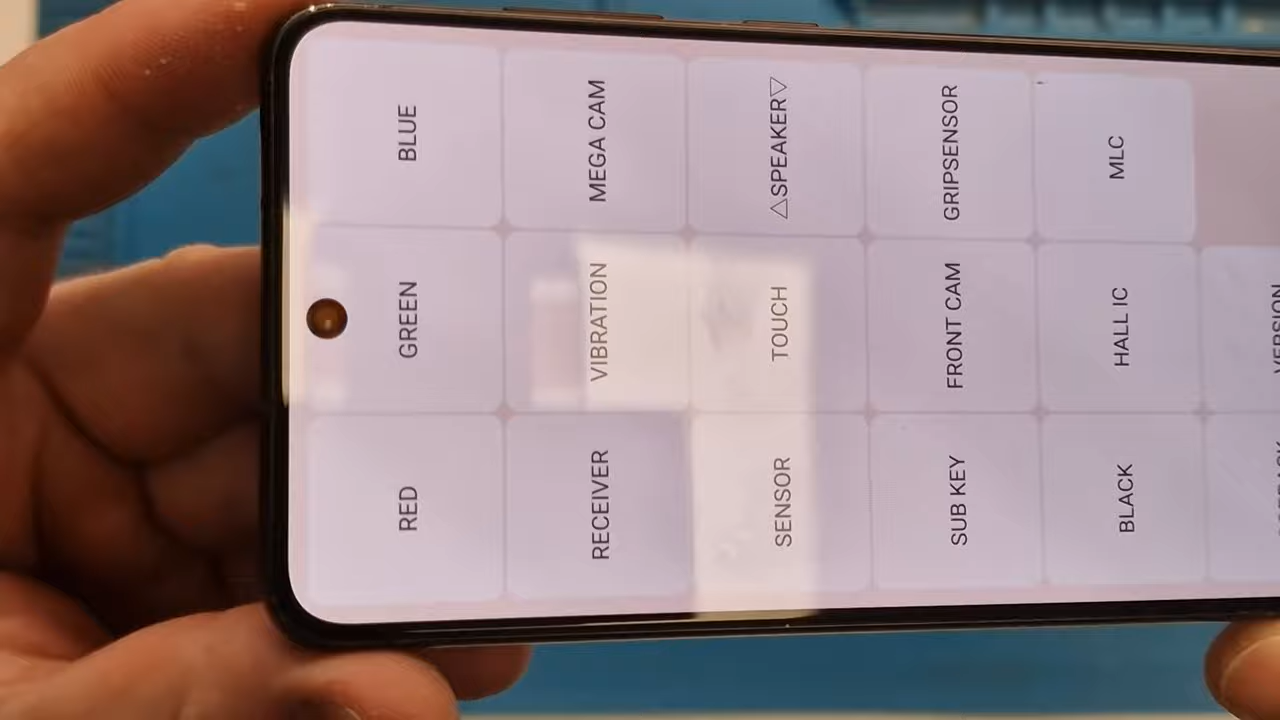 RED GREEN BLUE
RECEIVER VIBRATION MEGA CAM
SENSOR TOUCH △SPEAKER▽
SUB KEY FRONT CAM GRIPSENSOR
BLACK HALL IC MLC
VERSION